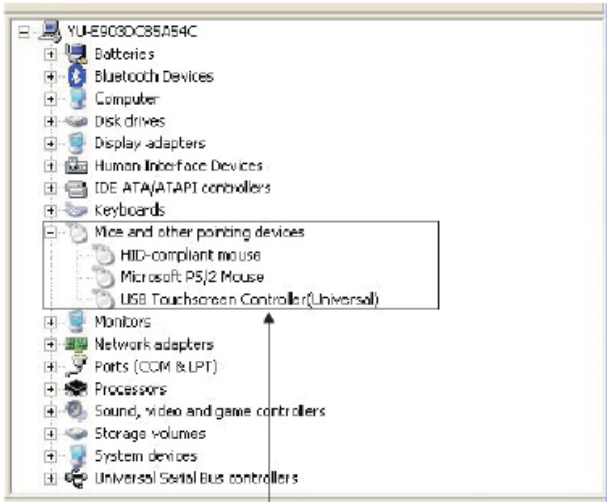 YU-E903DC85A54C
Batteries
Bluetooth Devices
Computer
Disk drives
Display adapters
Human Interface Devices
IDE ATA/ATAPI controllers
Keyboards
Mice and other pointing devices
HID-compliant mouse
Microsoft PS/2 Mouse
USB Touchscreen Controller(Universal)
Monitors
Network adapters
Ports (COM & LPT)
Processors
Sound, video and game controllers
Storage volumes
System devices
Universal Serial Bus controllers